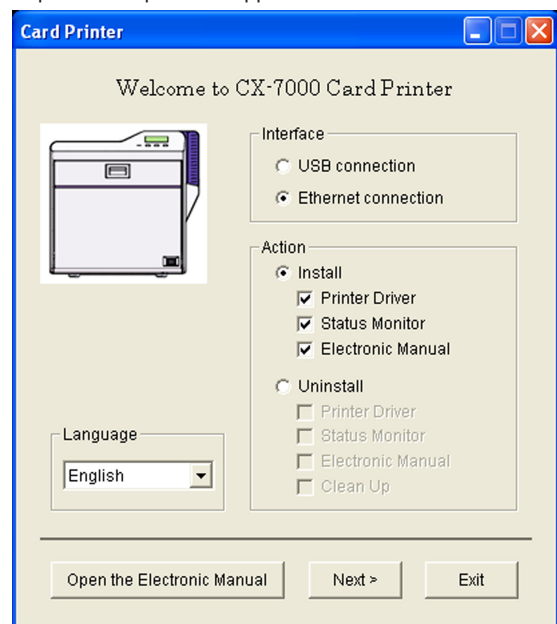 Card Printer
Welcome to CX-7000 Card Printer
Interface
USB connection
Ethernet connection
Action
Install
Printer Driver
Status Monitor
Electronic Manual
Uninstall
Printer Driver
Status Monitor
Electronic Manual
Clean Up
Language
English
Open the Electronic Manual
Next >
Exit